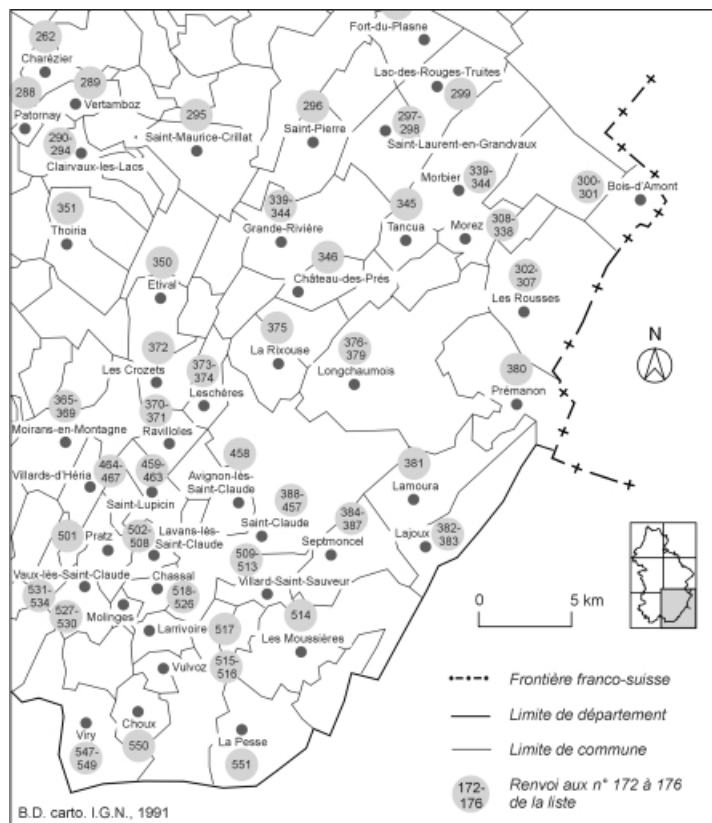 Fort-du-Plasne
262
Charézier
Lac-des-Rouges-Truites
289
288
Vertamboz
299
Patornay
295
296
297-
298
Saint-Maurice-Crillat
Saint-Pierre
Saint-Laurent-en-Grandvaux
290-
294
Clairvaux-les-Lacs
Morbier
339-
344
300-
301
Bois-d'Amont
351
339-
344
345
308-
338
Thoiria
Grande-Rivière
Tancua
Morez
350
346
302-
307
Etival
Château-des-Prés
Les Rousses
375
N
372
376-
379
La Rixouse
Les Crozets
373-
374
Longchaumois
380
Leschères
Prémanon
365-
369
370-
371
Moirans-en-Montagne
Ravilloles
458
464-
467
459-
463
381
Villards-d'Héria
Avignon-lès-
Saint-Claude
Lamoura
Saint-Lupicin
388-
457
384-
387
501
502-
508
Lavans-lès-
Saint-Claude
Saint-Claude
382-
383
Pratz
Septmoncel
Lajoux
509-
513
Vaux-lès-Saint-Claude
Chassal
Villard-Saint-Sauveur
531-
534
518-
526
0
5 km
527-
530
Molinges
514
Larrivoire
517
Les Moussières
515-
516
Vulvoz
Frontière franco-suisse
Choux
Limite de département
Viry
La Pesse
550
547-
549
551
Limite de commune
172-
176
Renvoi aux n° 172 à 176
de la liste
B.D. carto. I.G.N., 1991